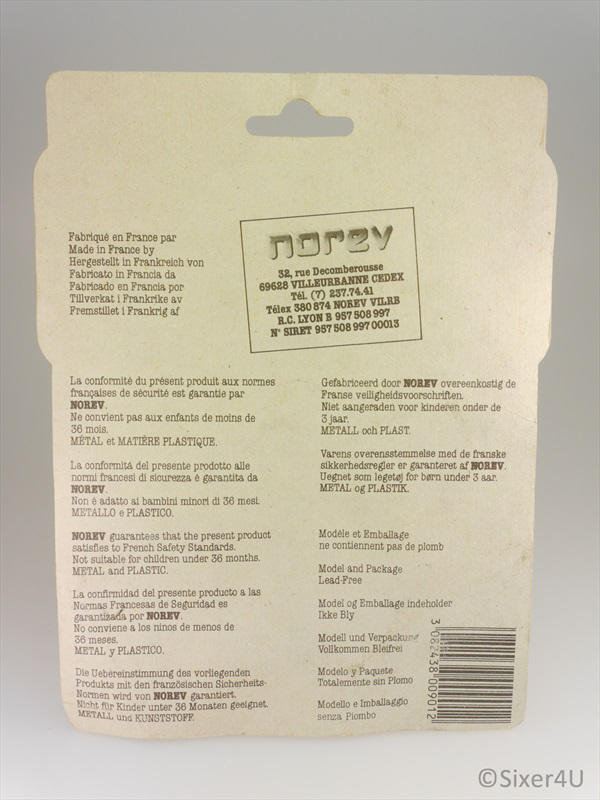 Fabriqué en France par
Made in France by
Hergestellt in Frankreich von
Fabricato in Francia da
Fabricado en Francia por
Tillverkat i Frankrike av
Fremstillet i Frankrig af
norev
32, rue Decomberousse
69628 VILLEURBANNE CEDEX
Tél. (7) 237.74.41
Télex 380 874 NOREV VILRB
R.C. LYON B 957 508 997
N° SIRET 957 508 997 00013
La conformité du présent produit aux normes
françaises de sécurité est garantie par
NOREV.
Ne convient pas aux enfants de moins de
36 mois.
MÉTAL et MATIÈRE PLASTIQUE.
La conformitá del presente prodotto alle
normi francesi di sicurezza è garantita da
NOREV.
Non è adatto ai bambini minori di 36 mesi.
METALLO e PLASTICO.
NOREV guarantees that the present product
satisfies to French Safety Standards.
Not suitable for children under 36 months.
METAL and PLASTIC.
La confirmidad del presente producto a las
Normas Francesas de Seguridad es
garantizada por NOREV.
No conviene a los ninos de menos de
36 meses.
METAL y PLASTICO.
Die Uebereinstimmung des vorliegenden
Produkts mit den französischen Sicherheits-
Normen wird von NOREV garantiert.
Nicht für Kinder unter 36 Monaten geeignet.
METALL und KUNSTSTOFF.
Gefabriceerd door NOREV overeenkostig de
Franse veiligheidsvoorschriften.
Niet aangeraden voor kinderen onder de
3 jaar.
METALL och PLAST.
Varens overensstemmelse med de franske
sikkerhedsregler er garanteret af NOREV.
Uegnet som legetøj for børn under 3 aar.
METAL og PLASTIK.
Modèle et Emballage
ne contiennent pas de plomb
Model and Package
Lead-Free
Model og Emballage indeholder
Ikke Bly
Modell und Verpackung
Vollkommen Bleifrei
Modelo y Paquete
Totalemente sin Plomo
Modello e Imballaggio
senza Piombo
3 082438 009012
©Sixer4U